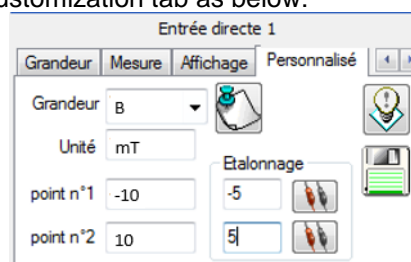 ustomization tab as below:
Entrée directe 1
Grandeur Mesure Affichage Personnalisé
Grandeur B
Unité mT
Etalonnage
point n°1 -10 -5
point n°2 10 5